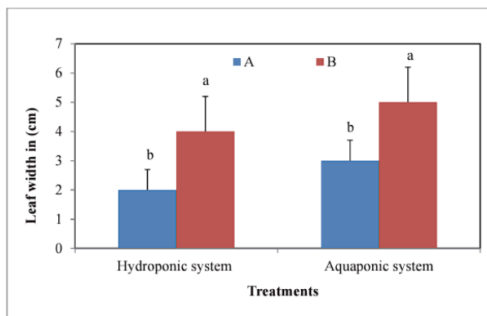 7
6
5
4
3
2
1
0
Leaf width in (cm)
A B
b a b a
Hydroponic system Aquaponic system
Treatments